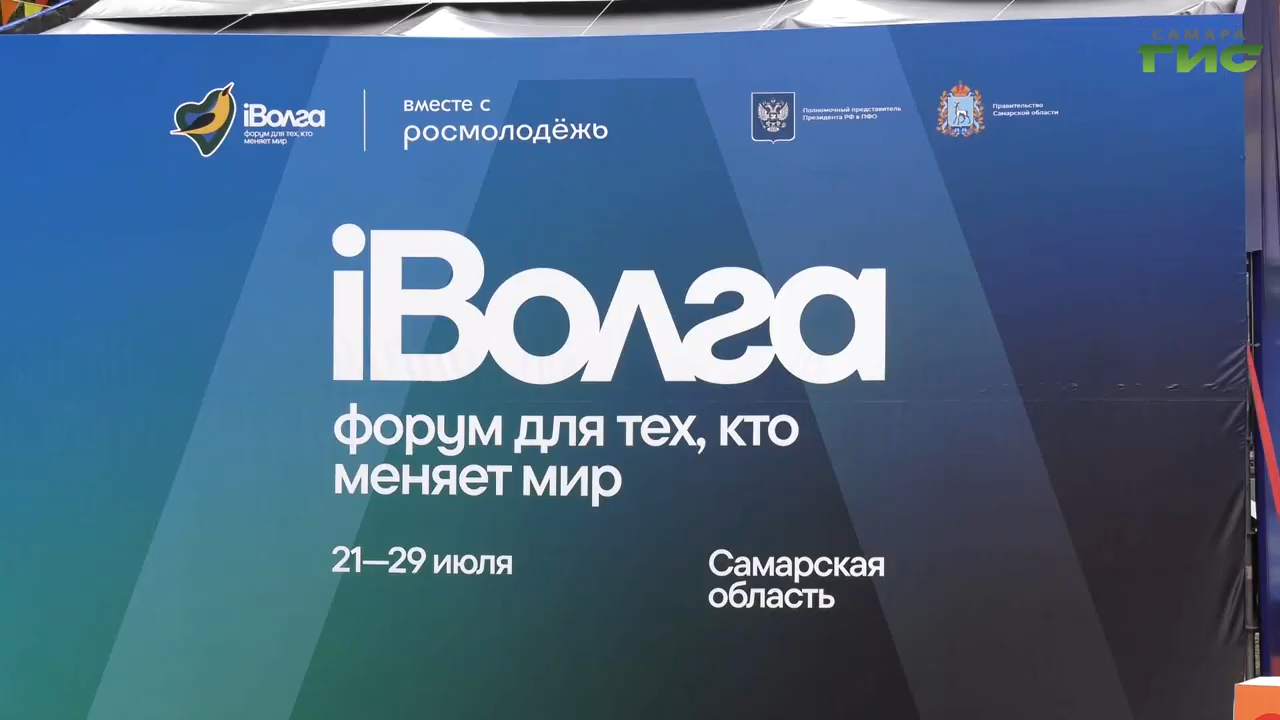 САМАРА
ГИС
iВолга
форум для тех, кто
меняет мир
вместе с
росмолодёжь
Полномочный представитель
Президента РФ в ПФО
Правительство
Самарской области
iВолга
форум для тех, кто
меняет мир
21—29 июля
Самарская
область